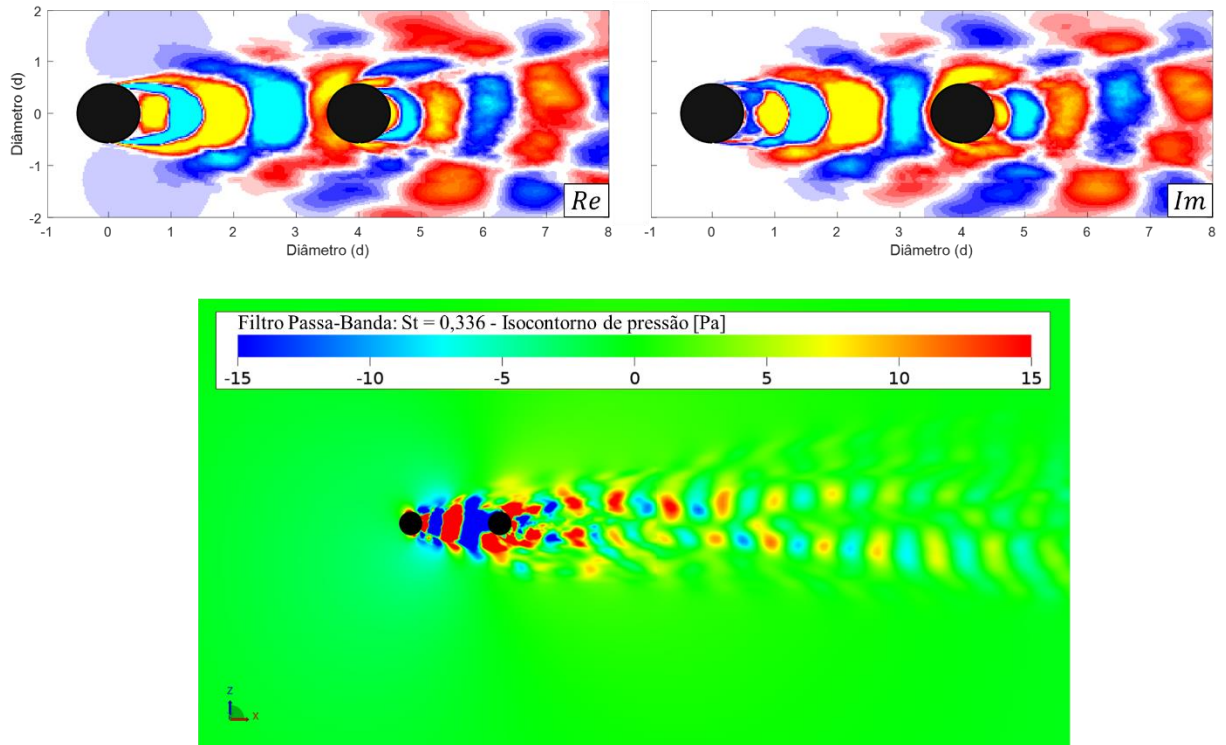 2
1
0
-1
-2
Diâmetro (d)
-1 0 1 2 3 4 5 6 7 8
Diâmetro (d)
Re
-1 0 1 2 3 4 5 6 7 8
Diâmetro (d)
Im
Filtro Passa-Banda: St = 0,336 - Isocontorno de pressão [Pa]
-15 -10 -5 0 5 10 15
z
x